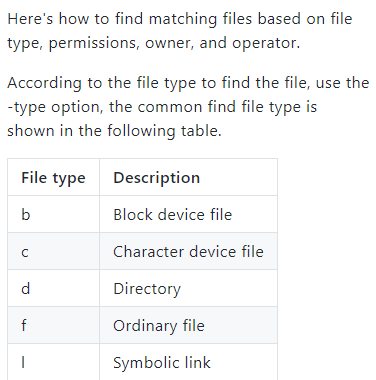 Here's how to find matching files based on file
type, permissions, owner, and operator.
According to the file type to find the file, use the
-type option, the common find file type is
shown in the following table.
File type Description
b Block device file
c Character device file
d Directory
f Ordinary file
l Symbolic link